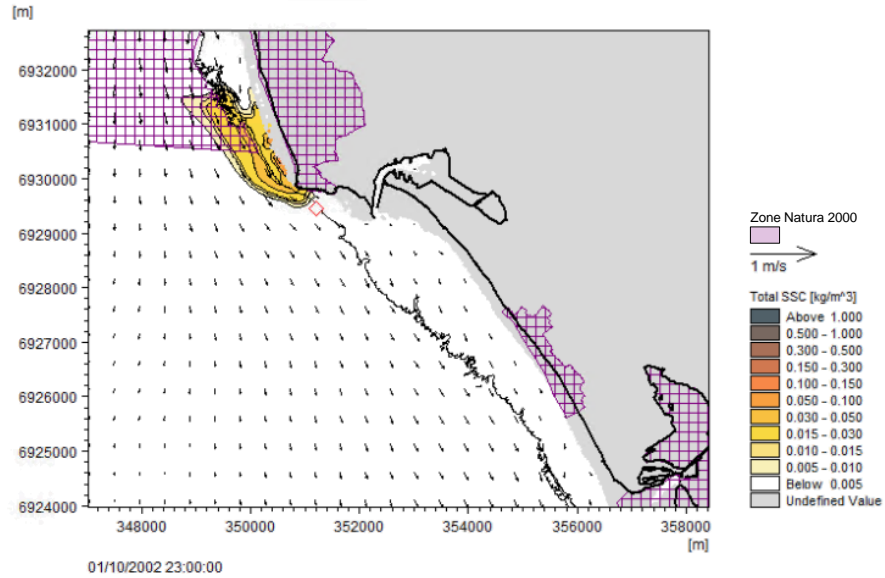 [m]
6932000
6931000
6930000
6929000
6928000
6927000
6926000
6925000
6924000
348000 350000 352000 354000 356000 358000
[m]
01/10/2002 23:00:00
Zone Natura 2000
1 m/s
Total SSC [kg/m^3]
Above 1.000
0.500 - 1.000
0.300 - 0.500
0.150 - 0.300
0.100 - 0.150
0.050 - 0.100
0.030 - 0.050
0.015 - 0.030
0.010 - 0.015
0.005 - 0.010
Below 0.005
Undefined Value